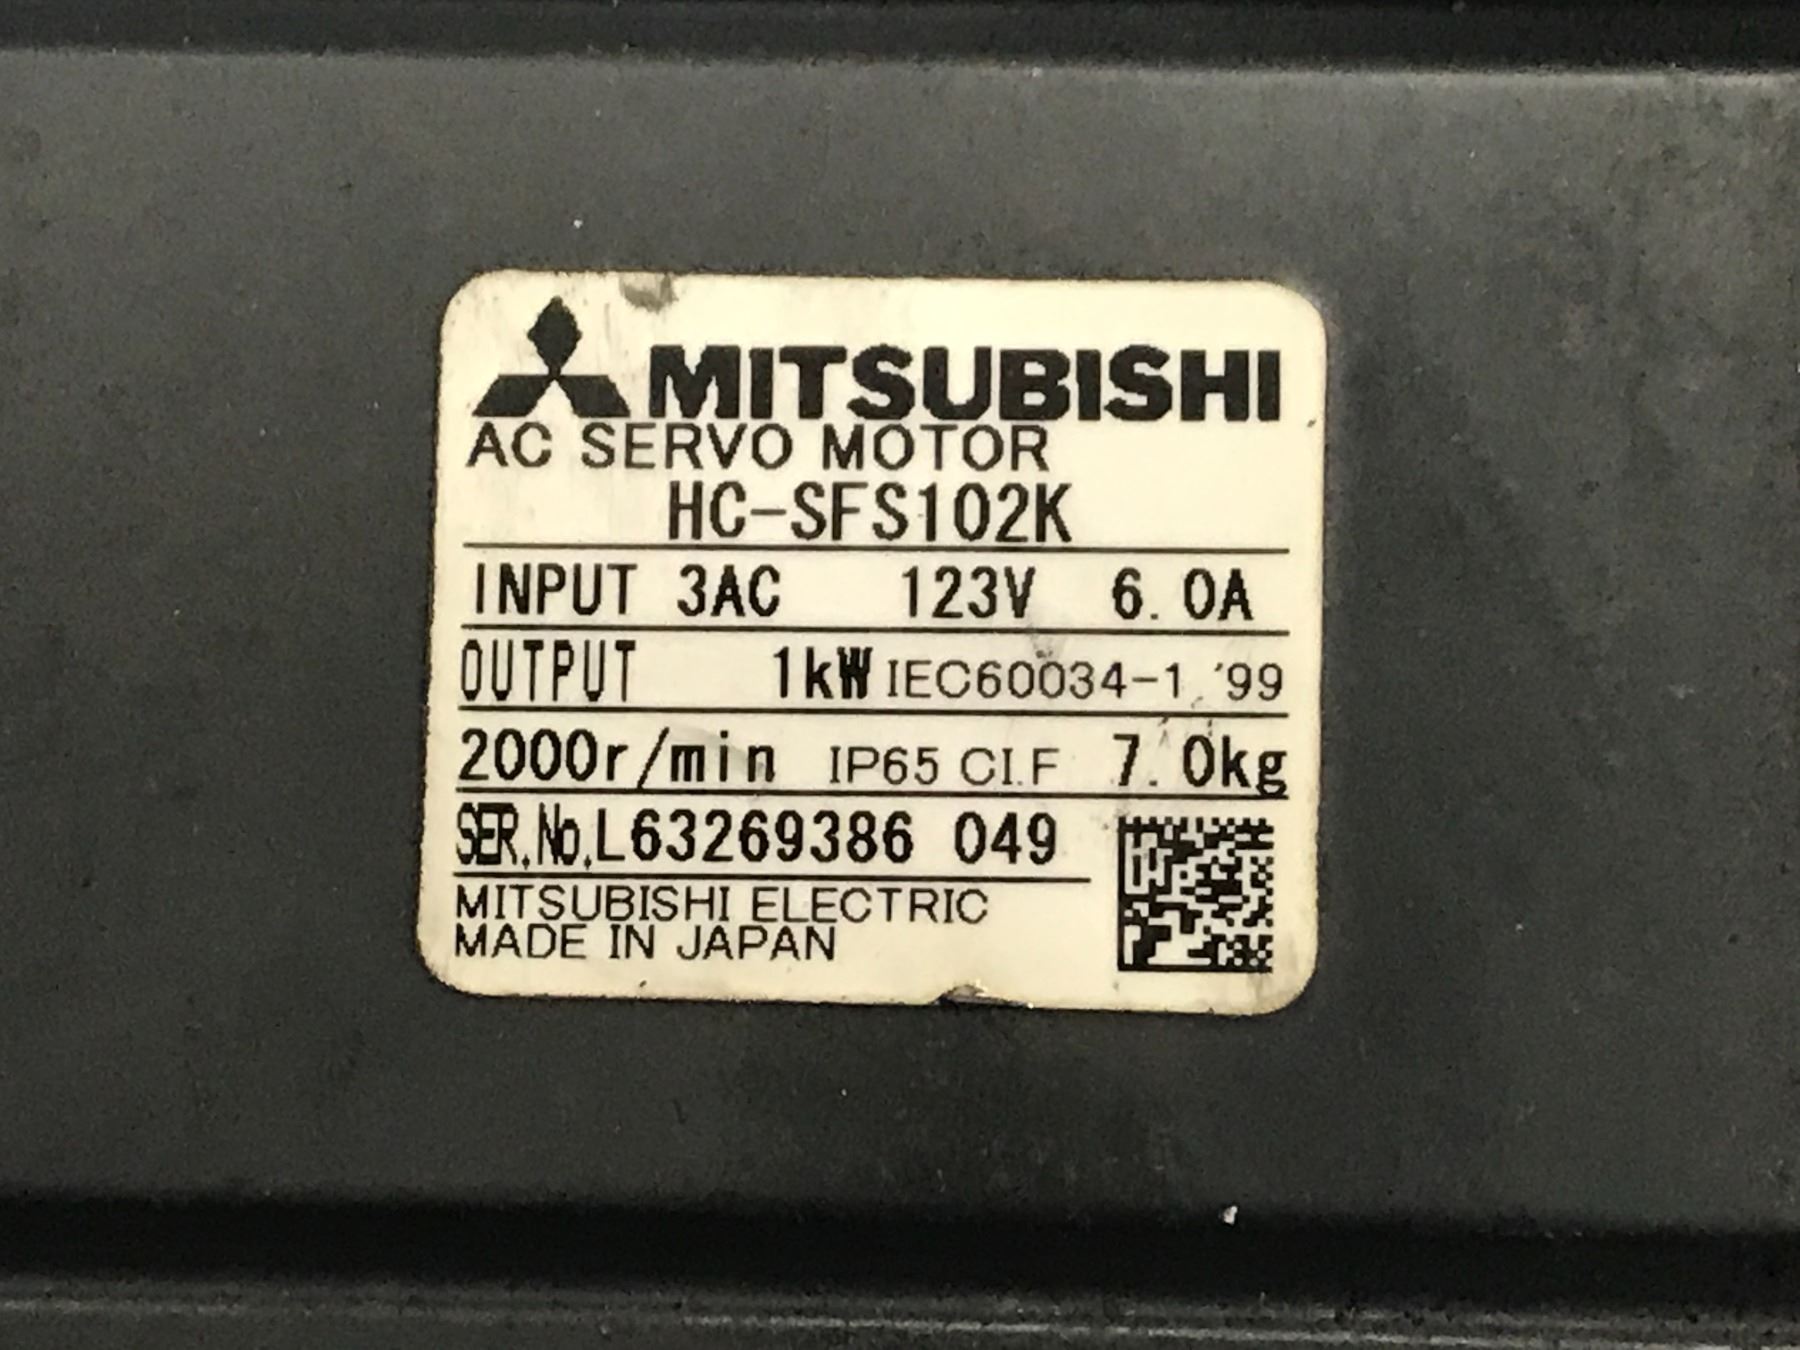 MITSUBISHI
AC SERVO MOTOR
HC-SFS102K
INPUT 3AC 123V 6.0A
OUTPUT 1kW IEC60034-1 '99
2000r/min IP65 CI.F 7.0kg
SER.No.L63269386 049
MITSUBISHI ELECTRIC
MADE IN JAPAN